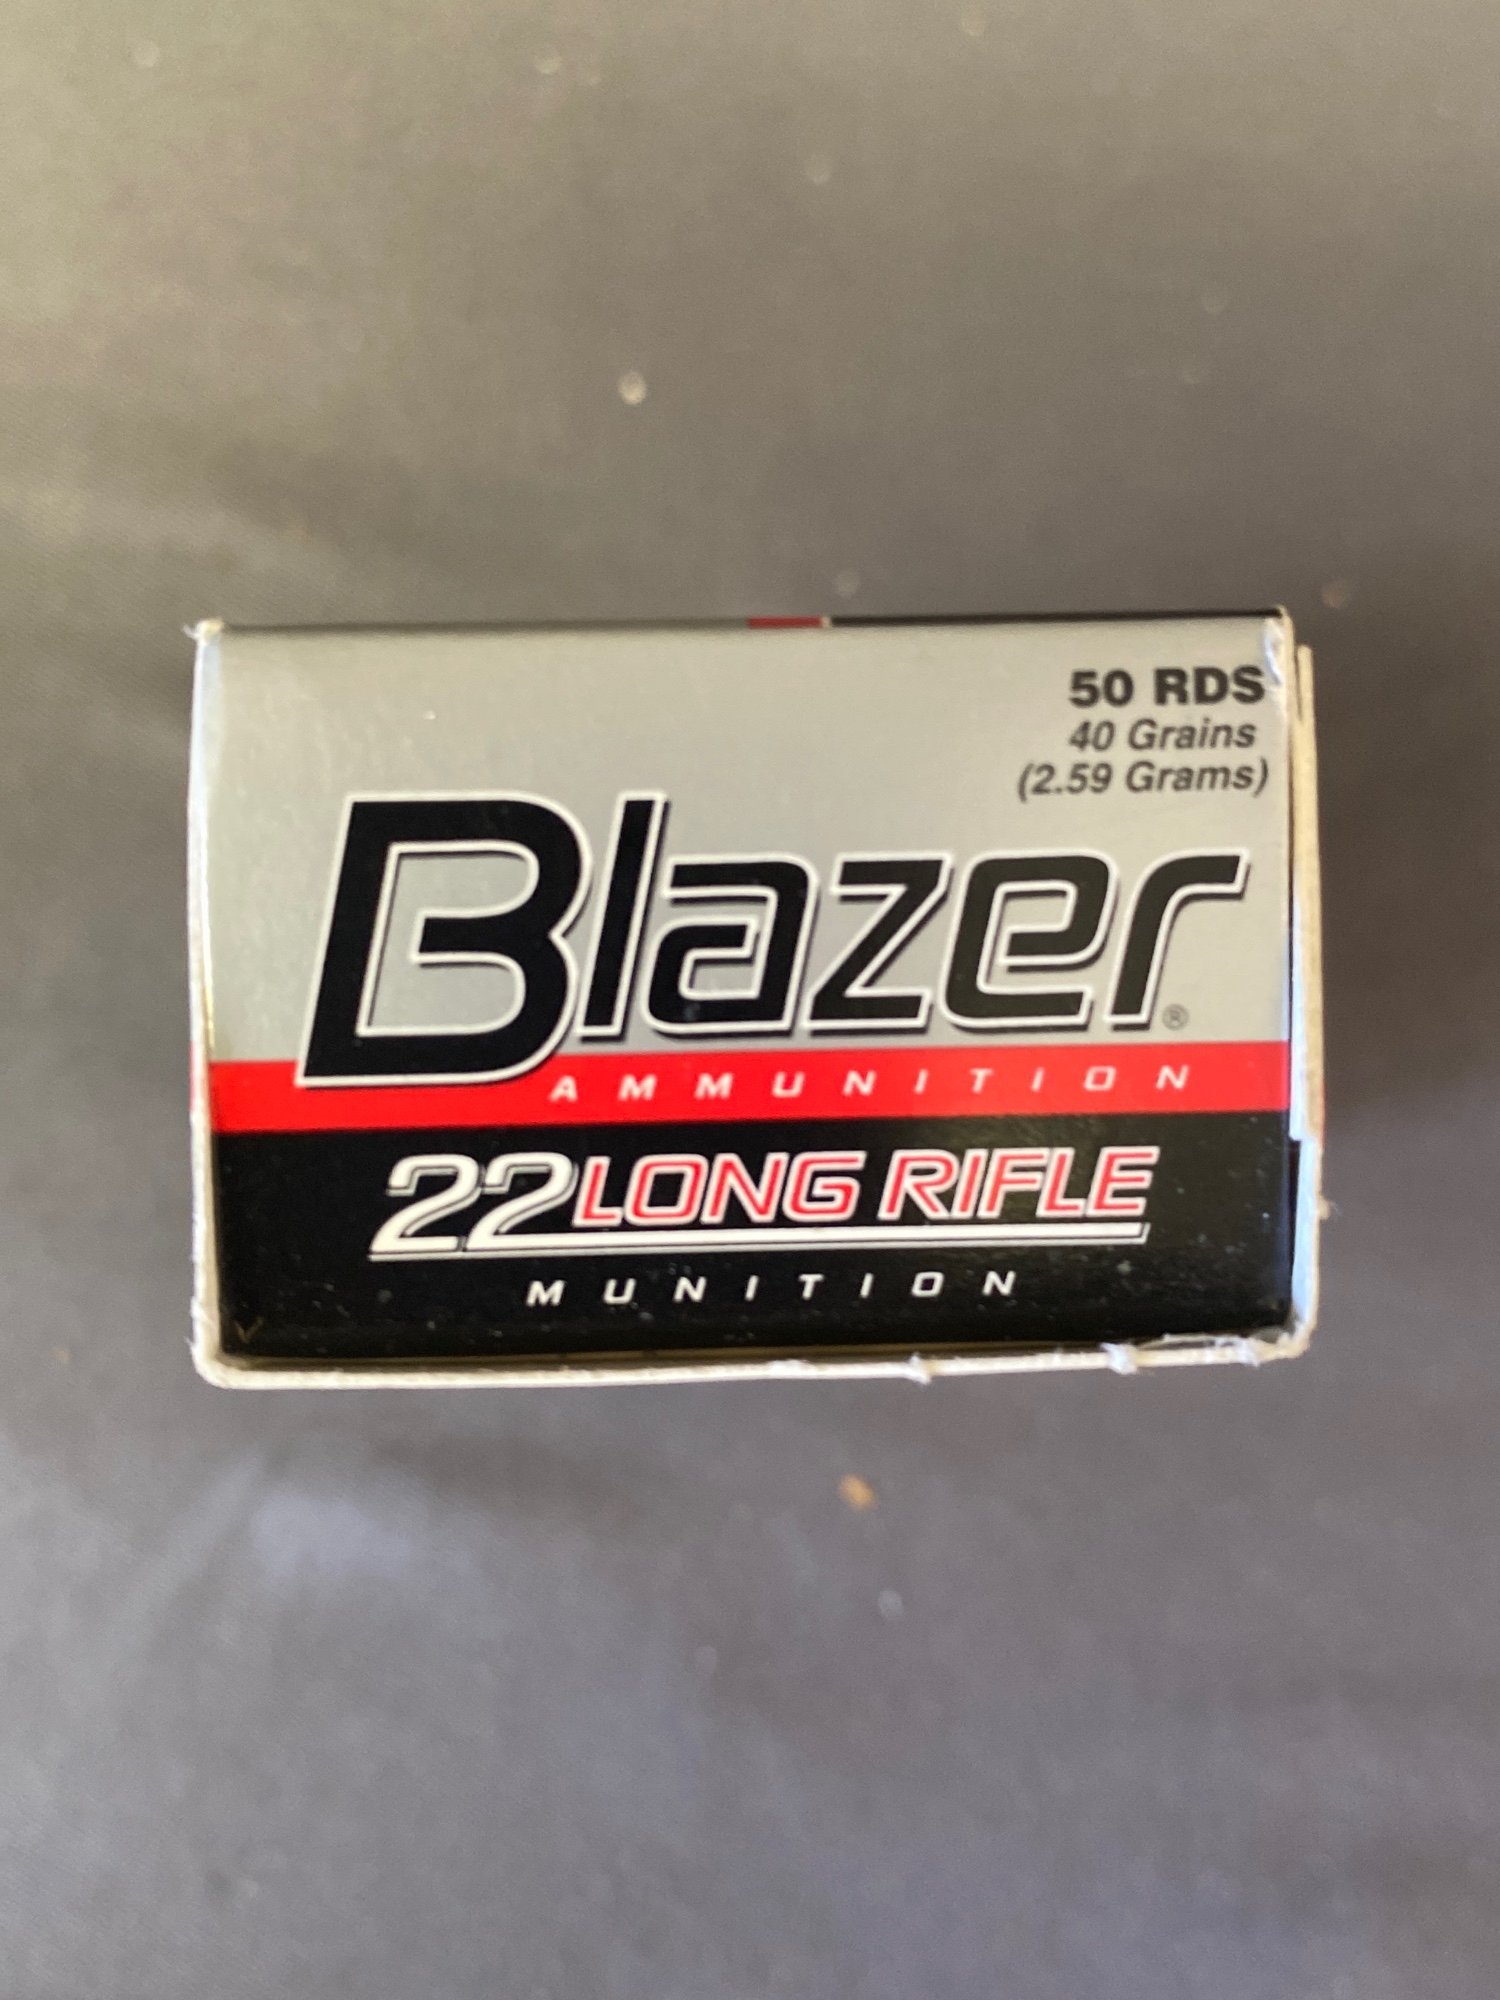 50 RDS
40 Grains
(2.59 Grams)
Blazer®
AMMUNITION
22 LONG RIFLE
MUNITION